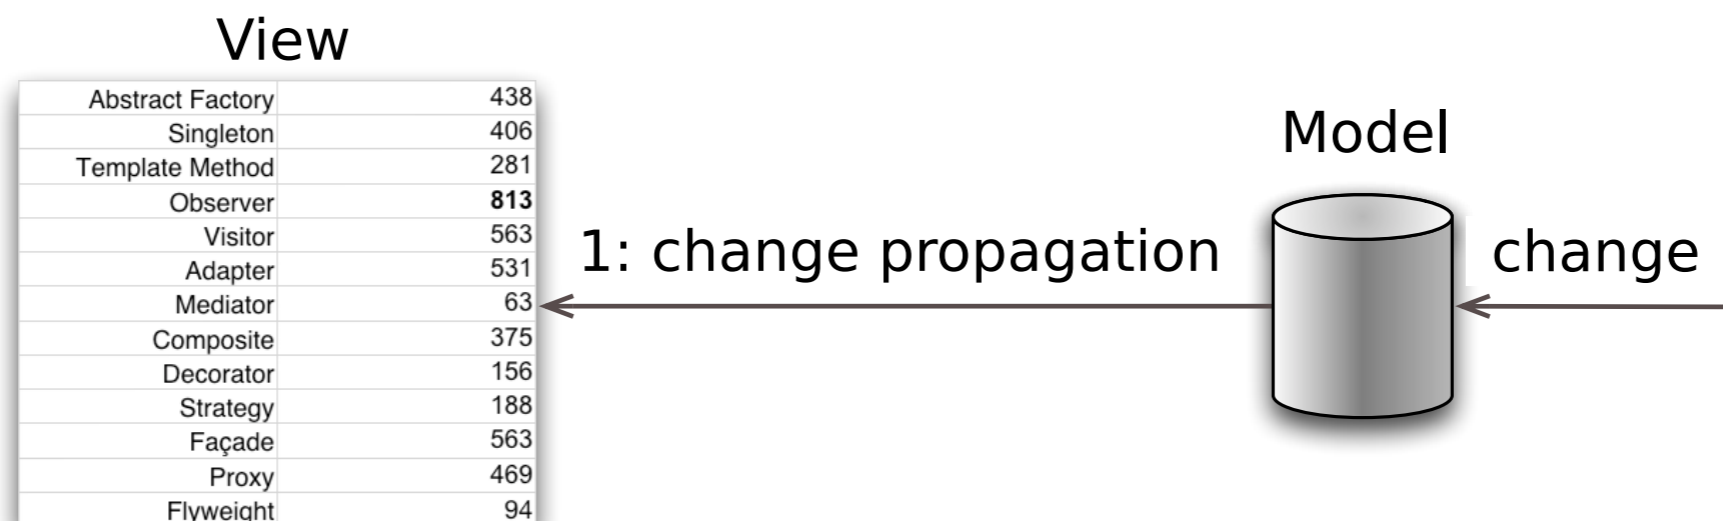 View
Abstract Factory 438
Singleton 406
Template Method 281
Observer 813
Visitor 563
Adapter 531
Mediator 63
Composite 375
Decorator 156
Strategy 188
Façade 563
Proxy 469
Flyweight 94
1: change propagation
Model
change